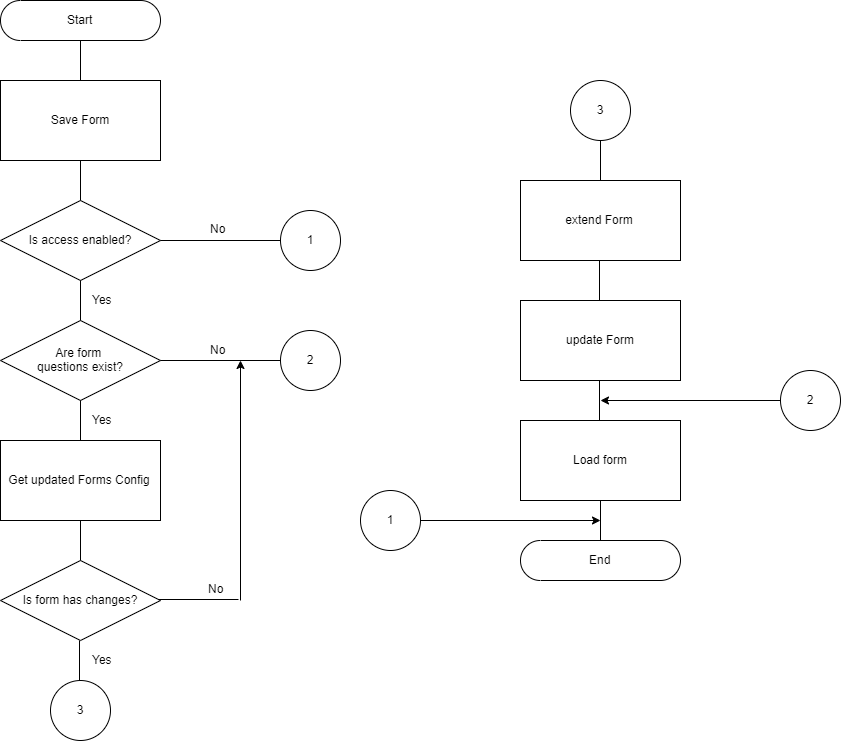 Start
Save Form
Is access enabled?
No
1
Yes
Are form
questions exist?
No
2
Yes
Get updated Forms Config
Is form has changes?
No
Yes
3
3
extend Form
update Form
2
Load form
1
End